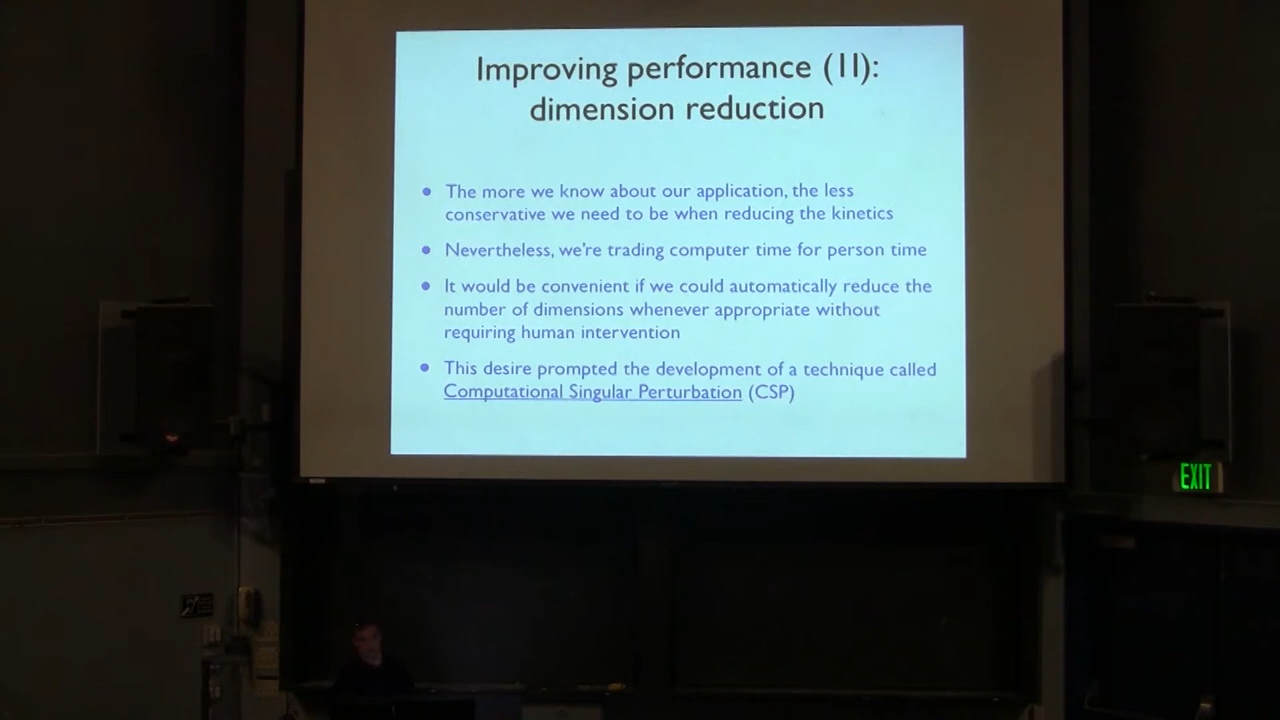 Improving performance (II):
dimension reduction
• The more we know about our application, the less
conservative we need to be when reducing the kinetics
• Nevertheless, we're trading computer time for person time
• It would be convenient if we could automatically reduce the
number of dimensions whenever appropriate without
requiring human intervention
• This desire prompted the development of a technique called
Computational Singular Perturbation (CSP)
EXIT